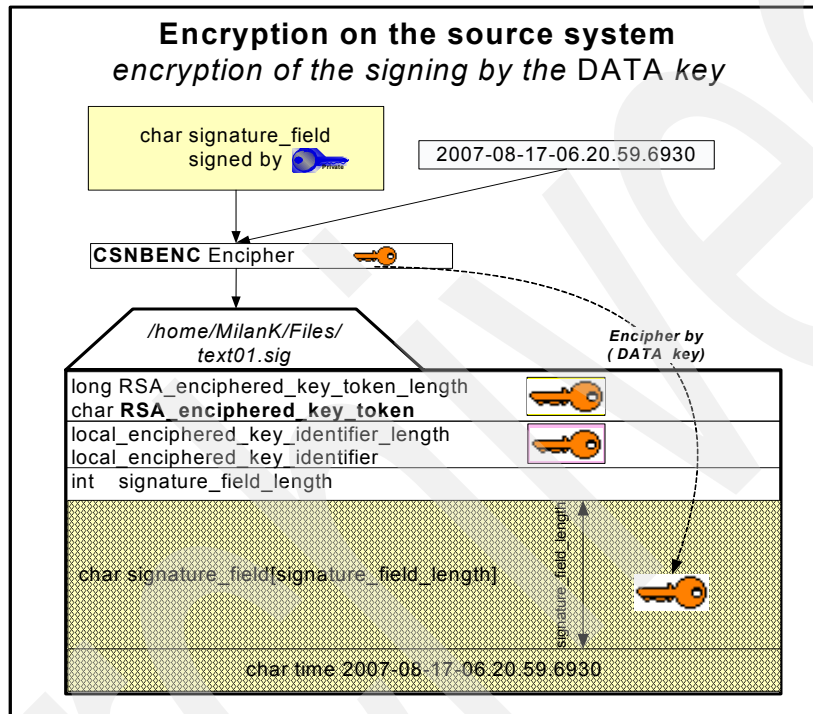 Encryption on the source system
encryption of the signing by the DATA key
char signature_field
signed by
Private
2007-08-17-06.20.59.6930
CSNBENC Encipher
/home/MilanK/Files/
text01.sig
Encipher by
( DATA key)
long RSA_enciphered_key_token_length
char RSA_enciphered_key_token
local_enciphered_key_identifier_length
local_enciphered_key_identifier
int signature_field_length
char signature_field[signature_field_length]
signature_field_length
char time 2007-08-17-06.20.59.6930